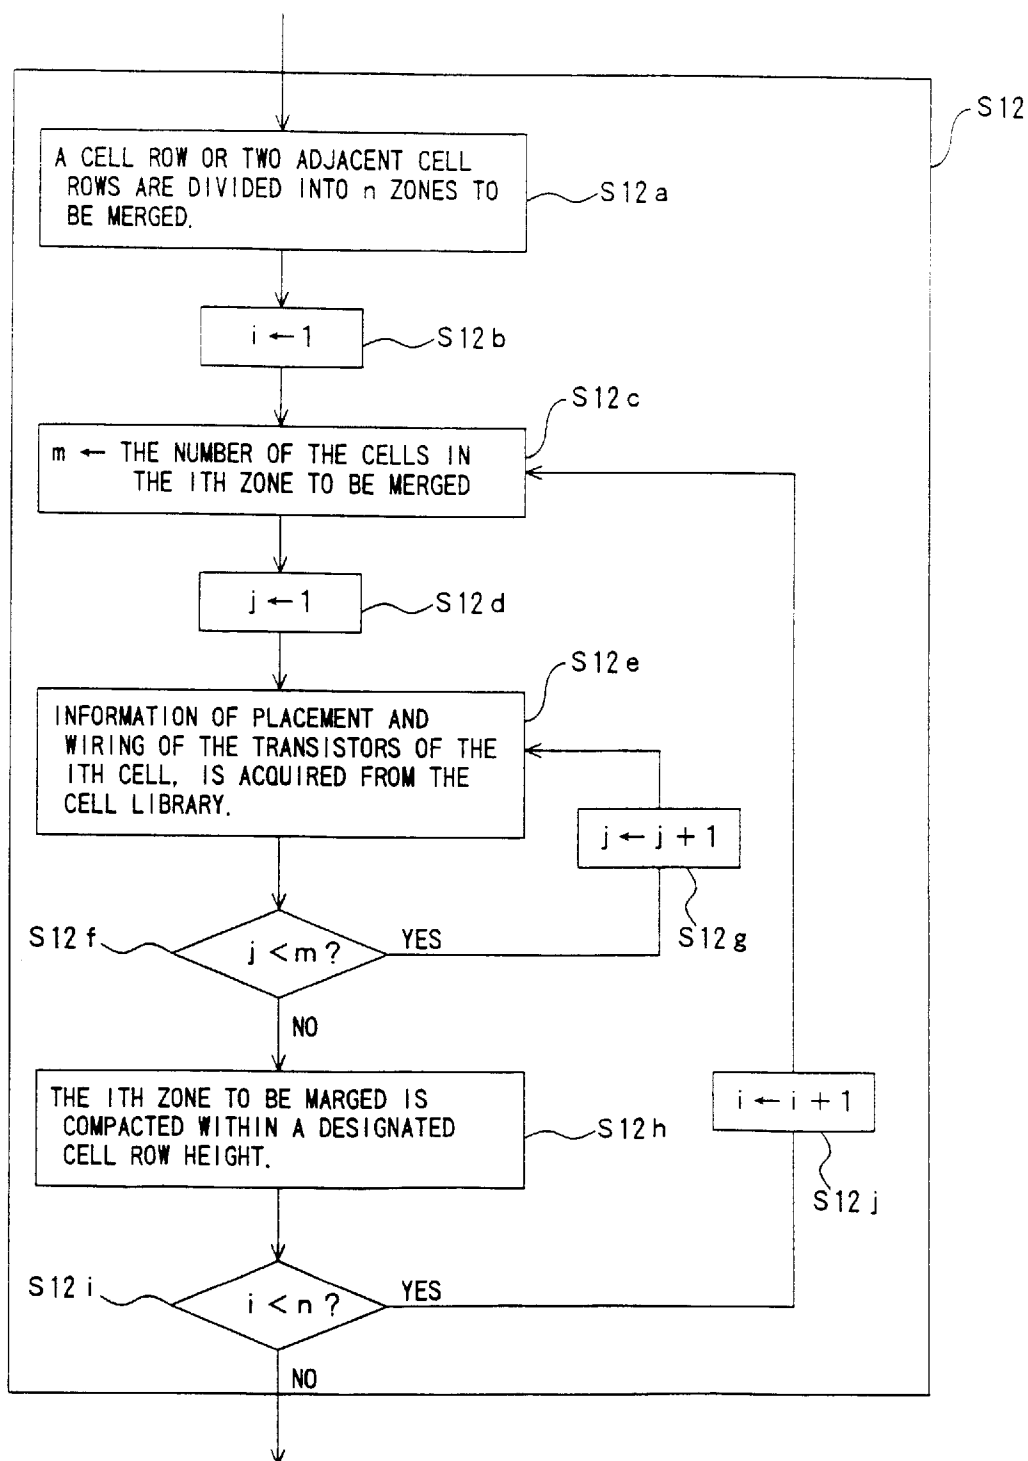 S12
A CELL ROW OR TWO ADJACENT CELL
ROWS ARE DIVIDED INTO n ZONES TO
BE MERGED.
S12a
i ← 1
S12b
S12c
m ← THE NUMBER OF THE CELLS IN
THE ITH ZONE TO BE MERGED
j ← 1
S12d
S12e
INFORMATION OF PLACEMENT AND
WIRING OF THE TRANSISTORS OF THE
ITH CELL, IS ACQUIRED FROM THE
CELL LIBRARY.
j ← j + 1
S12g
S12f
j < m ?
YES
NO
THE ITH ZONE TO BE MARGED IS
COMPACTED WITHIN A DESIGNATED
CELL ROW HEIGHT.
S12h
i ← i + 1
S12j
S12i
i < n ?
YES
NO